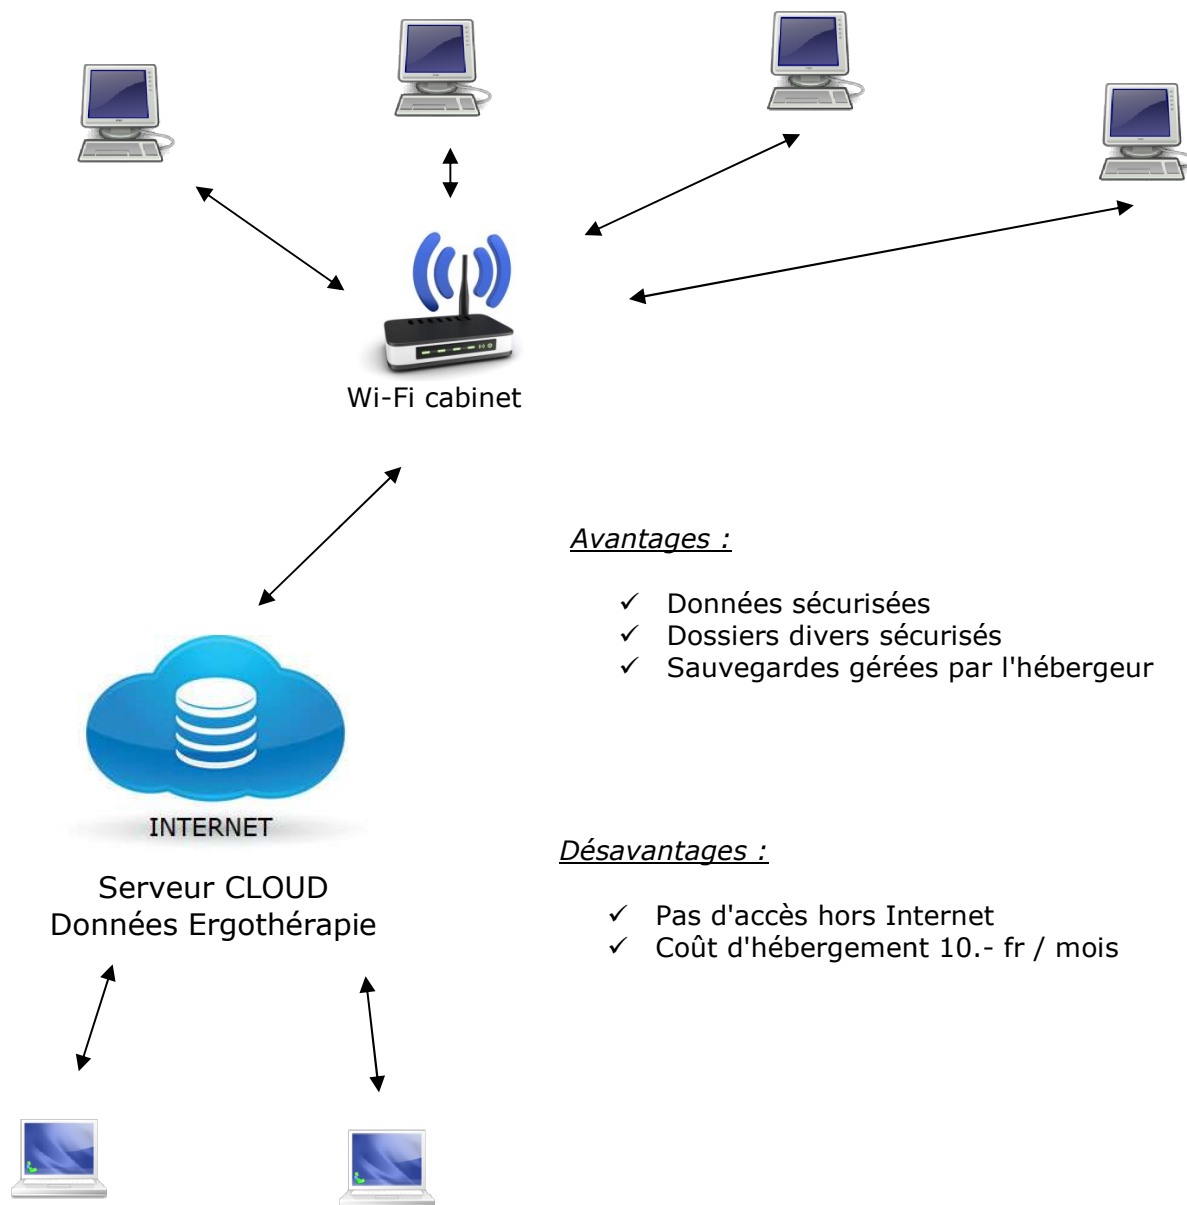 Wi-Fi cabinet
Avantages :
✓ Données sécurisées
✓ Dossiers divers sécurisés
✓ Sauvegardes gérées par l'hébergeur
INTERNET
Serveur CLOUD
Données Ergothérapie
Désavantages :
✓ Pas d'accès hors Internet
✓ Coût d'hébergement 10.- fr / mois